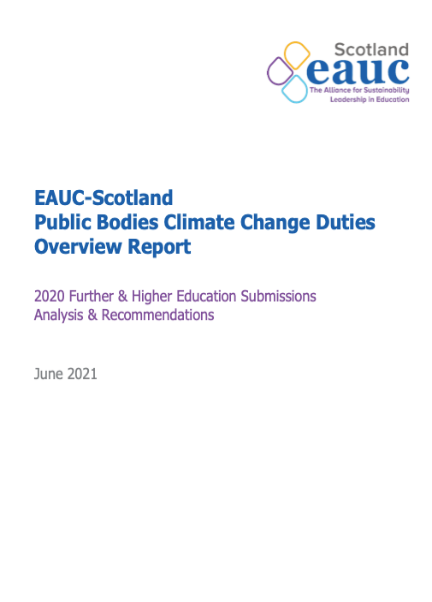 Scotland
eauc
The Alliance for Sustainability
Leadership in Education
EAUC-Scotland
Public Bodies Climate Change Duties
Overview Report
2020 Further & Higher Education Submissions
Analysis & Recommendations
June 2021